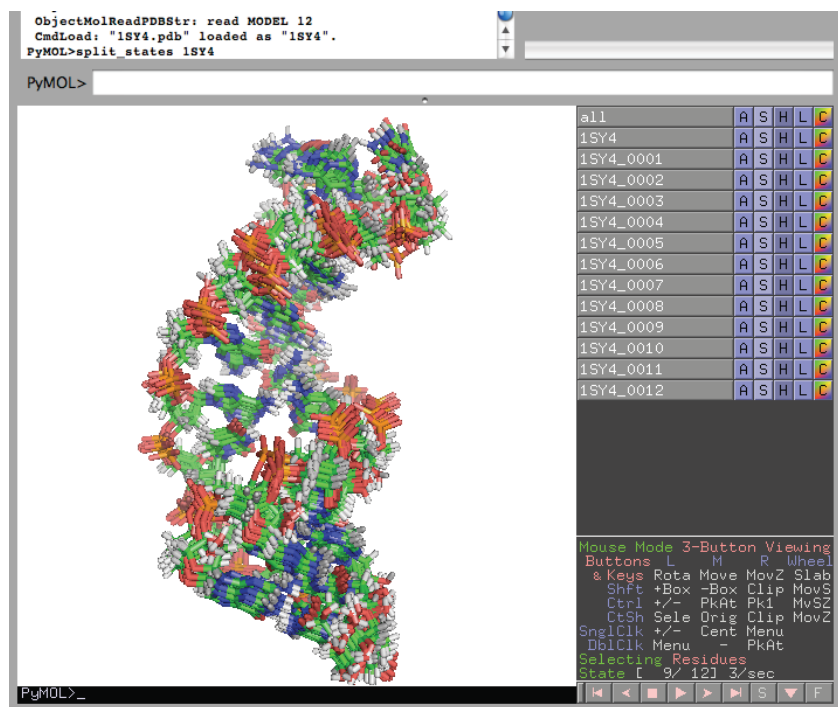 ObjectMolReadPDBStr: read MODEL 12
CmdLoad: "1SY4.pdb" loaded as "1SY4".
PyMOL>split_states 1SY4
PyMOL>
all A S H L C
1SY4 A S H L C
1SY4_0001 A S H L C
1SY4_0002 A S H L C
1SY4_0003 A S H L C
1SY4_0004 A S H L C
1SY4_0005 A S H L C
1SY4_0006 A S H L C
1SY4_0007 A S H L C
1SY4_0008 A S H L C
1SY4_0009 A S H L C
1SY4_0010 A S H L C
1SY4_0011 A S H L C
1SY4_0012 A S H L C
Mouse Mode 3-Button Viewing
Buttons L M R Wheel
& Keys Rota Move MovZ Slab
Shft +Box -Box Clip MovS
Ctrl +/- PkAt Pk1 MvSZ
CtSh Sele Orig Clip MovZ
SnglClk +/- Cent Menu
DblClk Menu - PkAt
Selecting Residues
State [ 9/ 12] 3/sec
PyMOL>_ S F